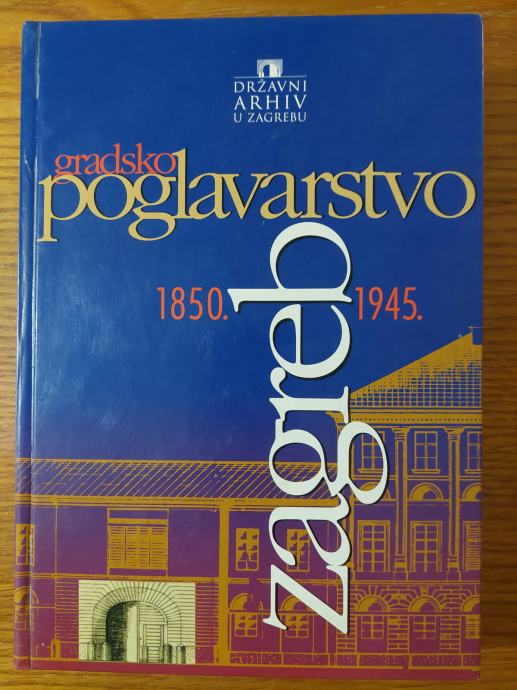 DRŽAVNI
ARHIV
U ZAGREBU
gradsko
poglavarstvo
zagreb
1850. 1945.